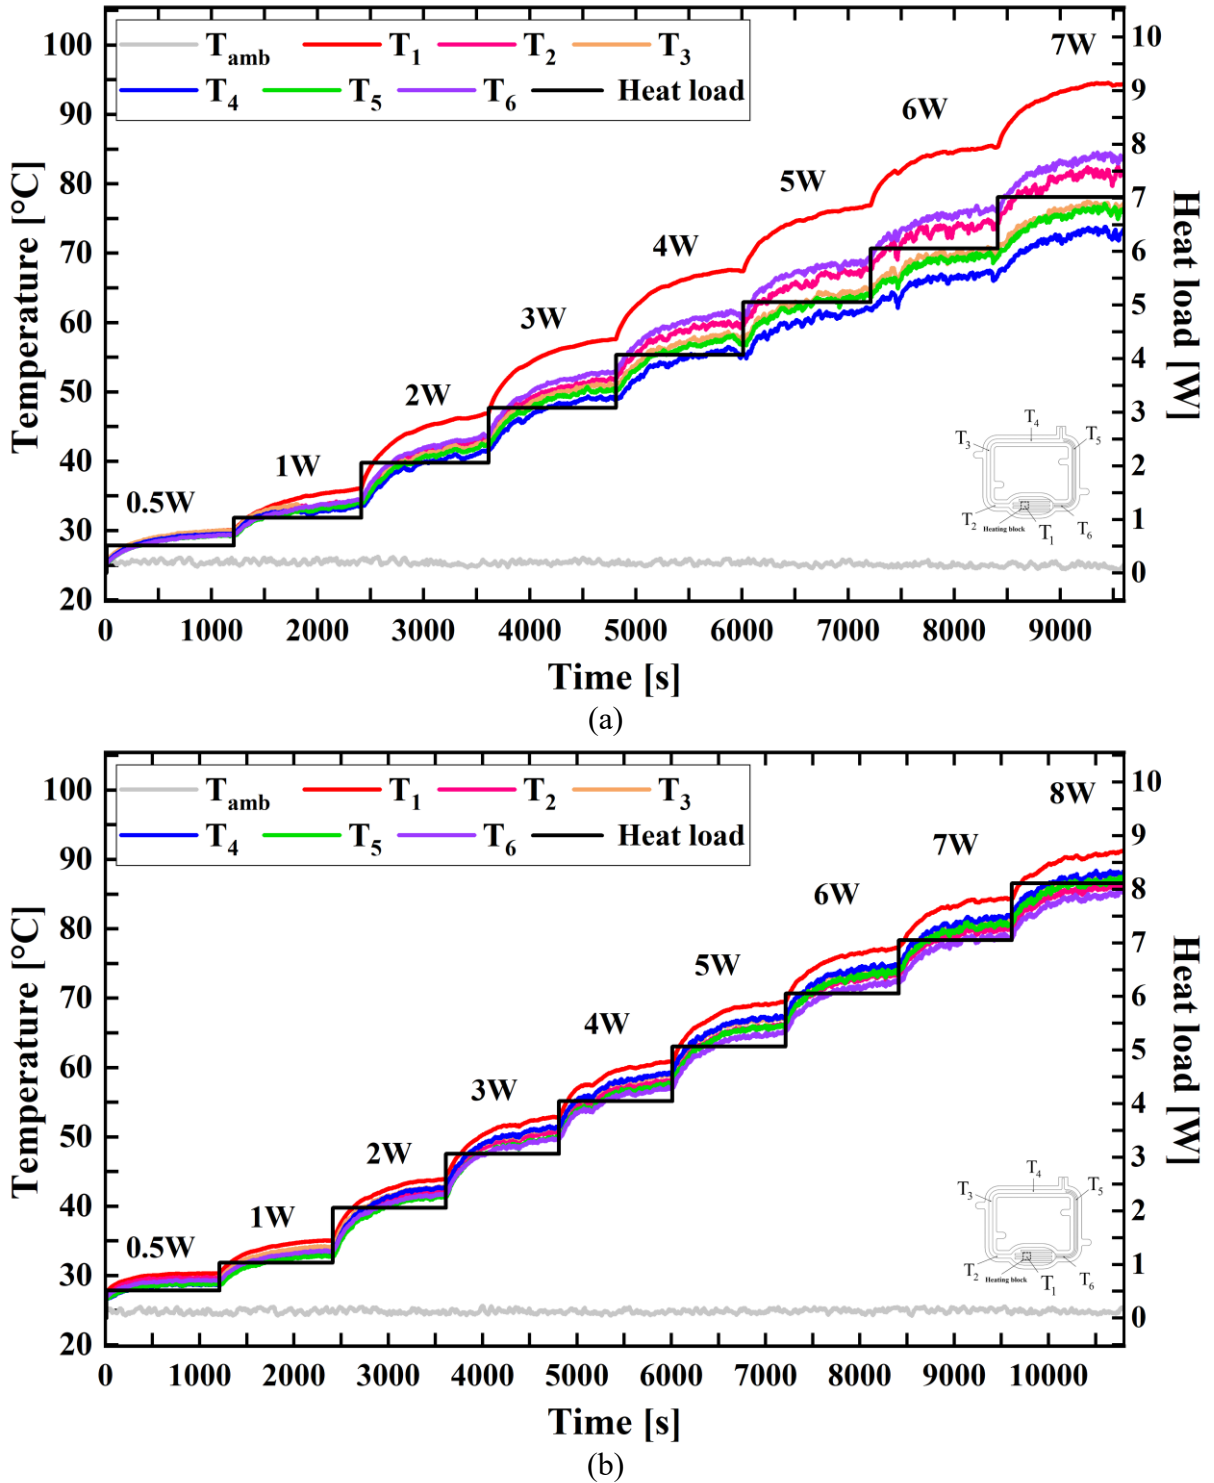 T_amb T_1 T_2 T_3
T_4 T_5 T_6 Heat load
7W
6W
5W
4W
3W
2W
1W
0.5W
Temperature [°C]
100
90
80
70
60
50
40
30
20
Heat load [W]
10
9
8
7
6
5
4
3
2
1
0
T_4
T_3 T_5
T_2 Heating block T_1 T_6
0 1000 2000 3000 4000 5000 6000 7000 8000 9000
Time [s]
(a)
T_amb T_1 T_2 T_3
T_4 T_5 T_6 Heat load
8W
7W
6W
5W
4W
3W
2W
1W
0.5W
Temperature [°C]
100
90
80
70
60
50
40
30
20
Heat load [W]
10
9
8
7
6
5
4
3
2
1
0
T_4
T_3 T_5
T_2 Heating block T_1 T_6
0 1000 2000 3000 4000 5000 6000 7000 8000 9000 10000
Time [s]
(b)